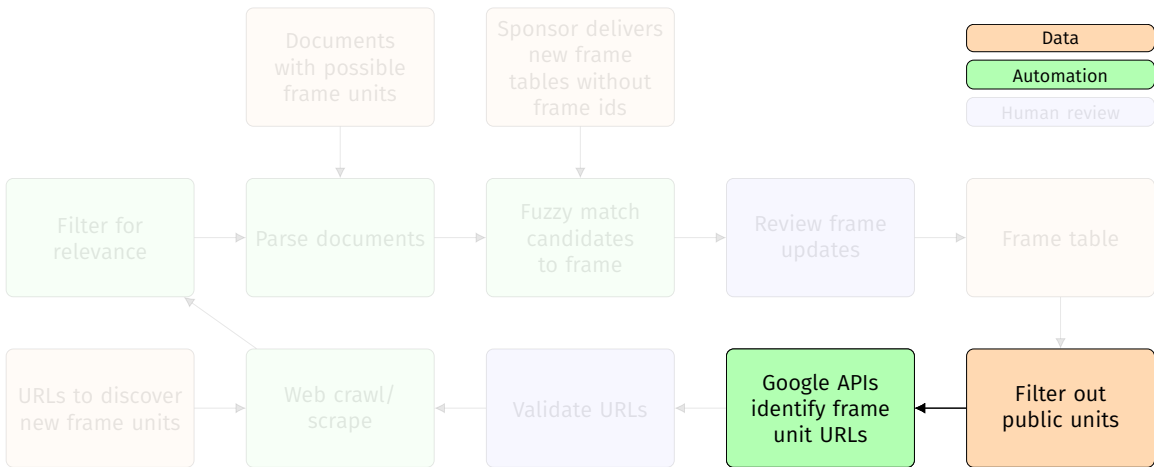 Documents
with possible
frame units
Sponsor delivers
new frame
tables without
frame ids
Data
Automation
Human review
Filter for
relevance
Parse documents
Fuzzy match
candidates
to frame
Review frame
updates
Frame table
URLs to discover
new frame units
Web crawl/
scrape
Validate URLs
Google APIs
identify frame
unit URLs
Filter out
public units